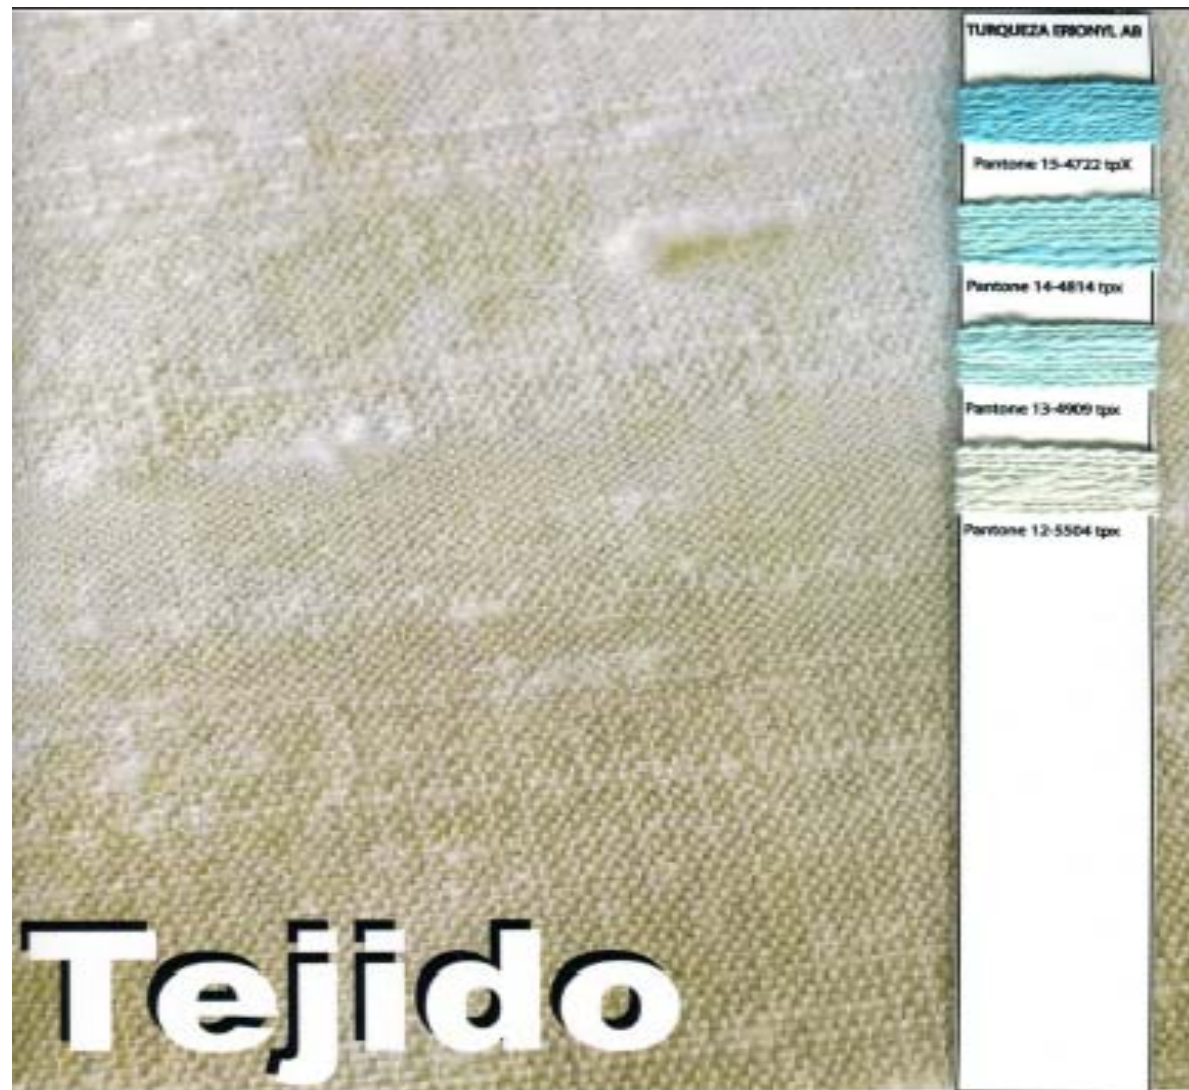 TURQUEZA ERIONYL AB
Pantone 15-4722 tpX
Pantone 14-4814 tpx
Pantone 13-4909 tpx
Pantone 12-5504 tpx
Tejido